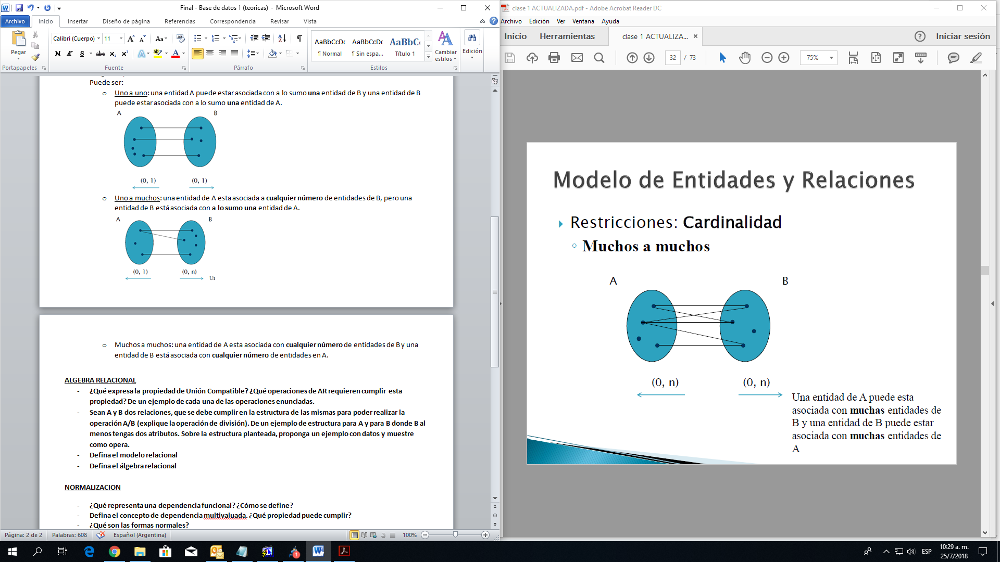 Final - Base de datos 1 (teoricas) - Microsoft Word
Archivo Inicio Insertar Diseño de página Referencias Correspondencia Revisar Vista
Pegar
Portapapeles
Calibri (Cuerpo) 11
N K S abc x₂ x²
Fuente
Párrafo
AaBbCcDc AaBbCcDc AaBbCc
¶ Normal ¶ Sin espa... Título 1
Cambiar estilos
Estilos
Edición
Puede ser:
o Uno a uno: una entidad A puede estar asociada con a lo sumo una entidad de B y una entidad de B
puede estar asociada con a lo sumo una entidad de A.
A B
(0, 1) (0, 1)
o Uno a muchos: una entidad de A esta asociada a cualquier número de entidades de B, pero una
entidad de B está asociada con a lo sumo una entidad de A.
A B
(0, 1) (0, n)
o Muchos a muchos: una entidad de A esta asociada con cualquier número de entidades de B y una
entidad de B está asociada con cualquier número de entidades en A.
ALGEBRA RELACIONAL
- ¿Qué expresa la propiedad de Unión Compatible? ¿Qué operaciones de AR requieren cumplir esta
propiedad? De un ejemplo de cada una de las operaciones enunciadas.
- Sean A y B dos relaciones, que se debe cumplir en la estructura de las mismas para poder realizar la
operación A/B (explique la operación de división). De un ejemplo de estructura para A y para B donde B al
menos tengas dos atributos. Sobre la estructura planteada, proponga un ejemplo con datos y muestre
como opera.
- Defina el modelo relacional
- Defina el álgebra relacional
NORMALIZACION
- ¿Qué representa una dependencia funcional? ¿Cómo se define?
- Defina el concepto de dependencia multivaluada. ¿Qué propiedad puede cumplir?
- ¿Qué son las formas normales?
Página: 2 de 2 Palabras: 608 Español (Argentina) 100%
clase 1 ACTUALIZADA.pdf - Adobe Acrobat Reader DC
Archivo Edición Ver Ventana Ayuda
Inicio Herramientas clase 1 ACTUALIZA... Iniciar sesión
32 / 73 75%
Modelo de Entidades y Relaciones
Restricciones: Cardinalidad
Muchos a muchos
A B
(0, n) (0, n)
Una entidad de A puede esta
asociada con muchas entidades de
B y una entidad de B puede estar
asociada con muchas entidades de
A
ESP 10:29 a. m.
25/7/2018